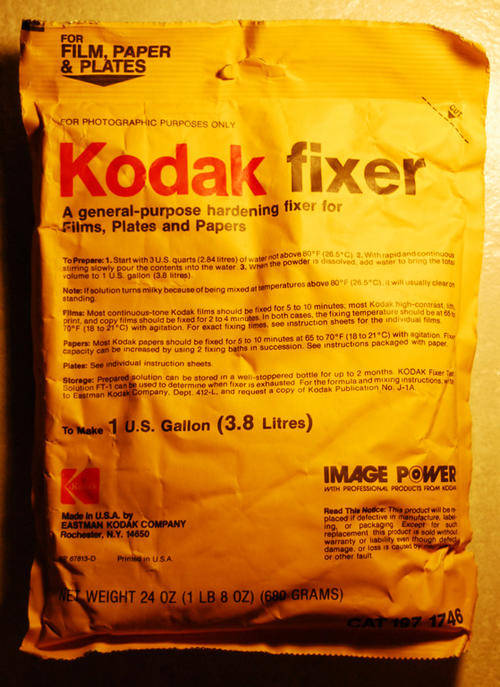 FOR
FILM, PAPER
& PLATES
CUT
FOR PHOTOGRAPHIC PURPOSES ONLY
Kodak fixer
A general-purpose hardening fixer for
Films, Plates and Papers
To Prepare: 1. Start with 3 U.S. quarts (2.84 litres) of water not above 80°F (26.5°C). 2. With rapid and continuous
stirring slowly pour the contents into the water. 3. When the powder is dissolved, add water to bring the total
volume to 1 U.S. gallon (3.8 litres).
Note: If solution turns milky because of being mixed at temperatures above 80°F (26.5°C), it will usually clear on
standing.
Films: Most continuous-tone Kodak films should be fixed for 5 to 10 minutes, most Kodak high-contrast,
print, and copy films should be fixed for 2 to 4 minutes. In both cases, the fixing temperature should be at 65 to
70°F (18 to 21°C) with agitation. For exact fixing times, see instruction sheets for the individual films.
Papers: Most Kodak papers should be fixed for 5 to 10 minutes at 65 to 70°F (18 to 21°C) with agitation. Fixer
capacity can be increased by using 2 fixing baths in succession. See instructions packaged with paper.
Plates: See individual instruction sheets.
Storage: Prepared solution can be stored in a well-stoppered bottle for up to 2 months. KODAK Fixer Test
Solution FT-1 can be used to determine when fixer is exhausted. For the formula and mixing instructions, write
to Eastman Kodak Company, Dept. 412-L, and request a copy of Kodak Publication No. J-1A
To Make 1 U.S. Gallon (3.8 Litres)
Kodak
IMAGE POWER
WITH PROFESSIONAL PRODUCTS FROM KODAK
Made in U.S.A. by
EASTMAN KODAK COMPANY
Rochester, N.Y. 14650
Read This Notice: This product will be re-
placed if defective in manufacture, label-
ing, or packaging. Except for such
replacement this product is sold without
warranty or liability even though defect,
damage, or loss is caused by
or other fault.
67813-D Printed in U.S.A.
NET WEIGHT 24 OZ (1 LB 8 OZ) (680 GRAMS)
CAT 197 1746